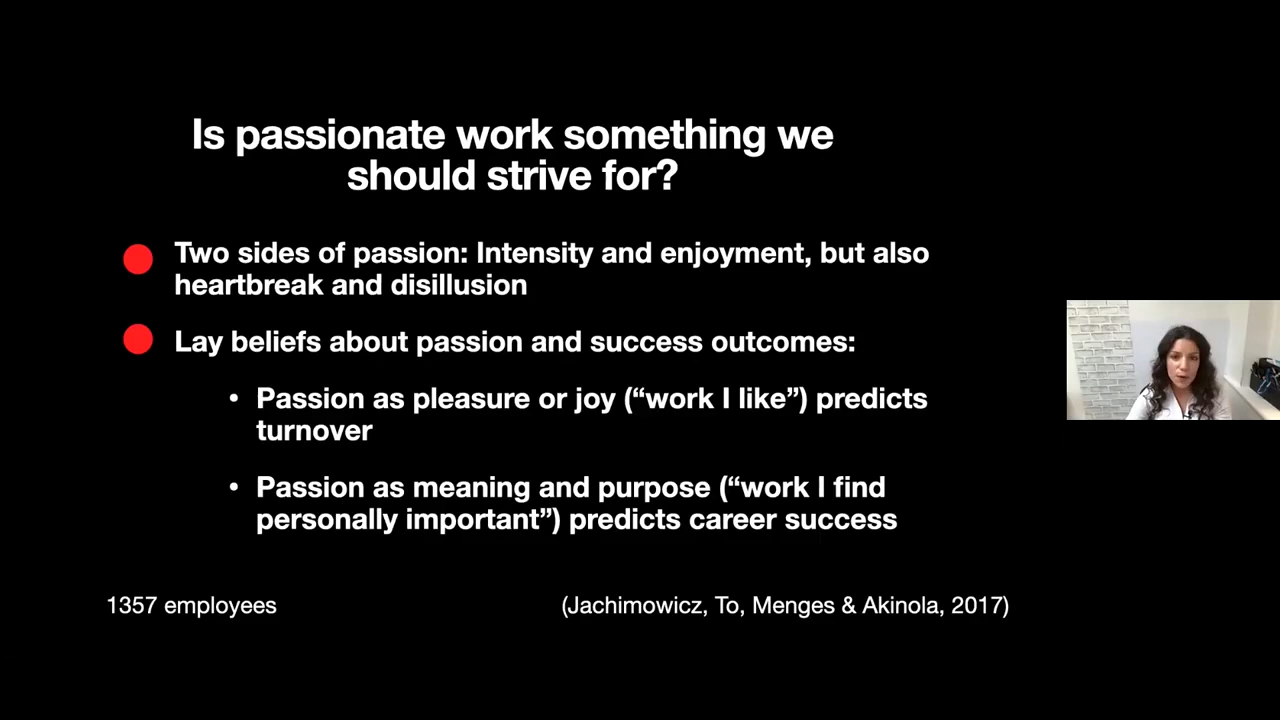 Is passionate work something we
should strive for?
Two sides of passion: Intensity and enjoyment, but also
heartbreak and disillusion
Lay beliefs about passion and success outcomes:
• Passion as pleasure or joy (“work I like”) predicts
turnover
• Passion as meaning and purpose (“work I find
personally important”) predicts career success
1357 employees
(Jachimowicz, To, Menges & Akinola, 2017)